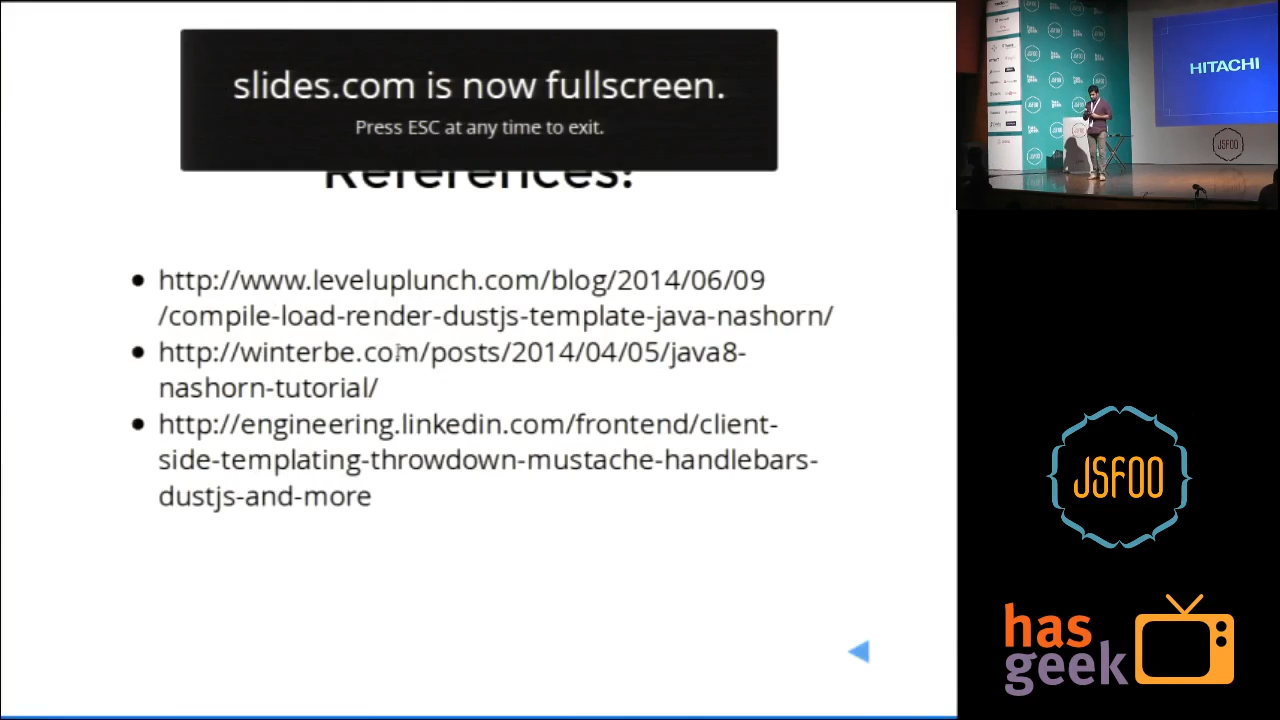 slides.com is now fullscreen.
Press ESC at any time to exit.
References:
http://www.leveluplunch.com/blog/2014/06/09
/compile-load-render-dustjs-template-java-nashorn/
http://winterbe.com/posts/2014/04/05/java8-
nashorn-tutorial/
http://engineering.linkedin.com/frontend/client-
side-templating-throwdown-mustache-handlebars-
dustjs-and-more
HITACHI
JSFOO
JSFOO
has
geek